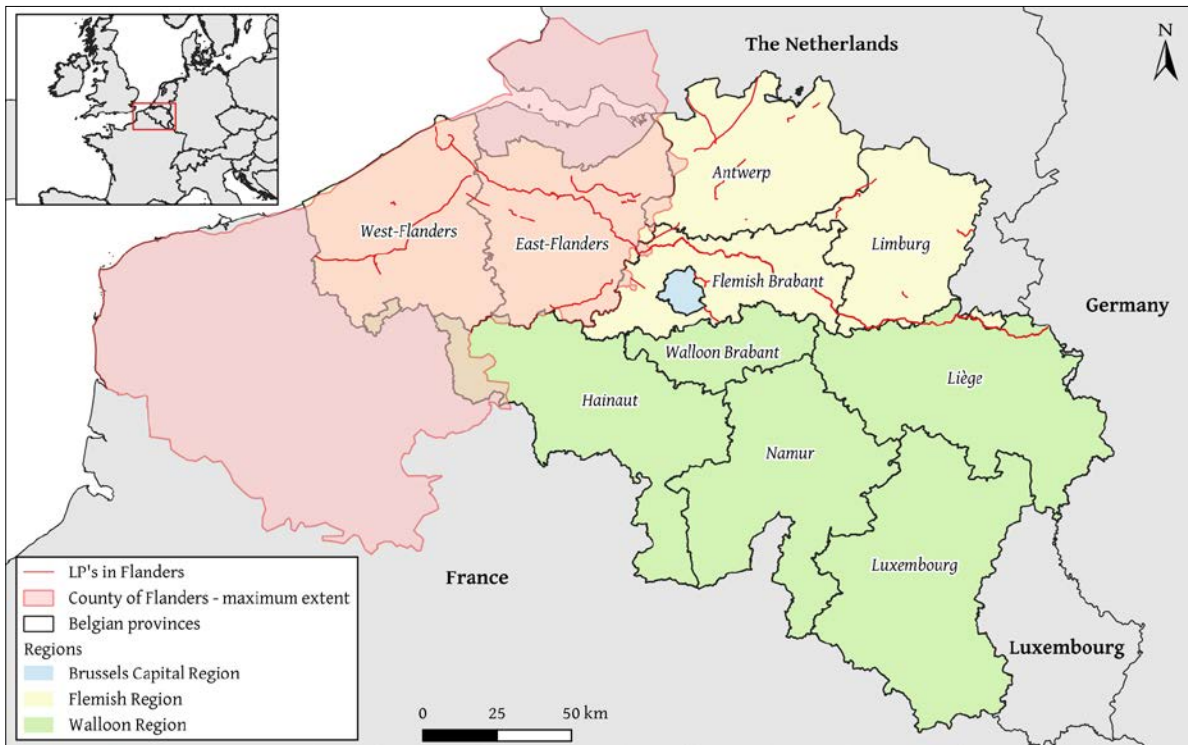 The Netherlands
N
Antwerp
West-Flanders
East-Flanders
Limburg
Flemish Brabant
Germany
Walloon Brabant
Liège
Hainaut
Namur
France
Luxembourg
Luxembourg
LP's in Flanders
County of Flanders - maximum extent
Belgian provinces
Regions
Brussels Capital Region
Flemish Region
Walloon Region
0 25 50 km